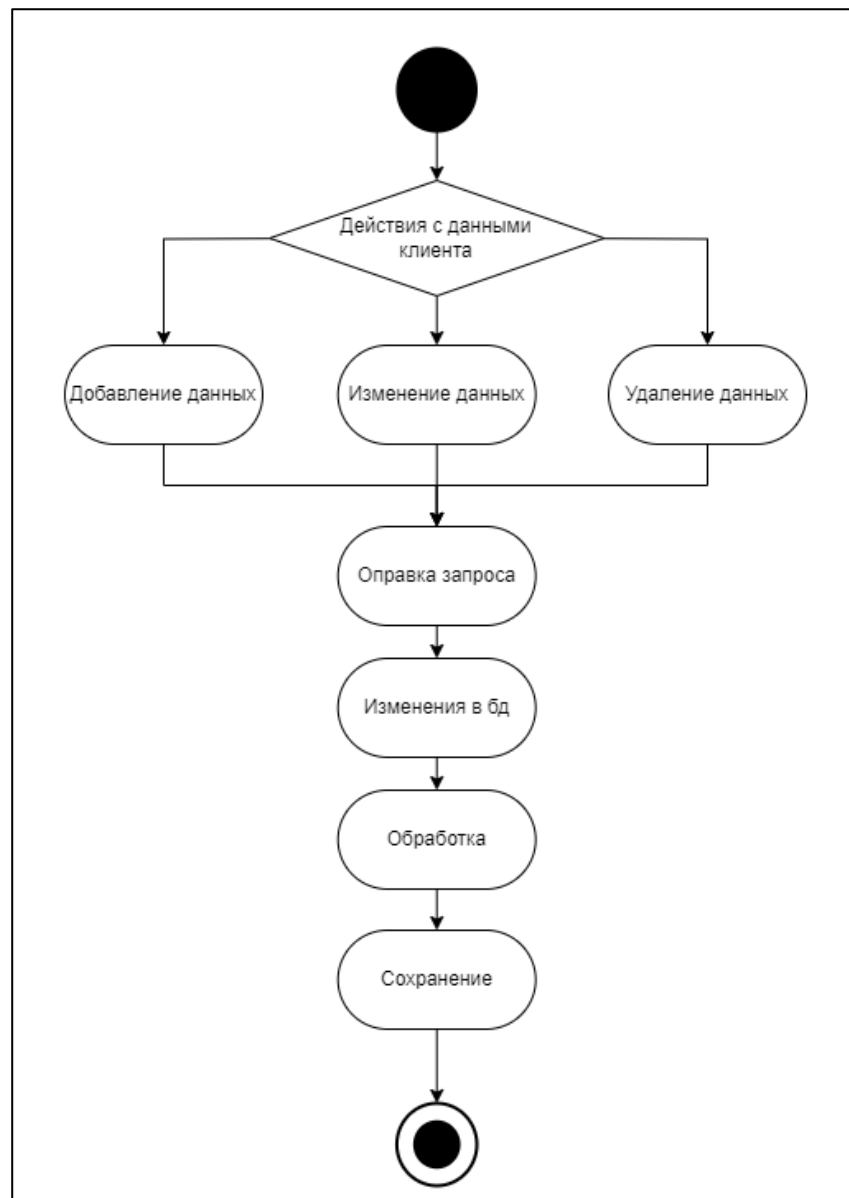 Действия с данными
клиента
Добавление данных
Изменение данных
Удаление данных
Оправка запроса
Изменения в бд
Обработка
Сохранение